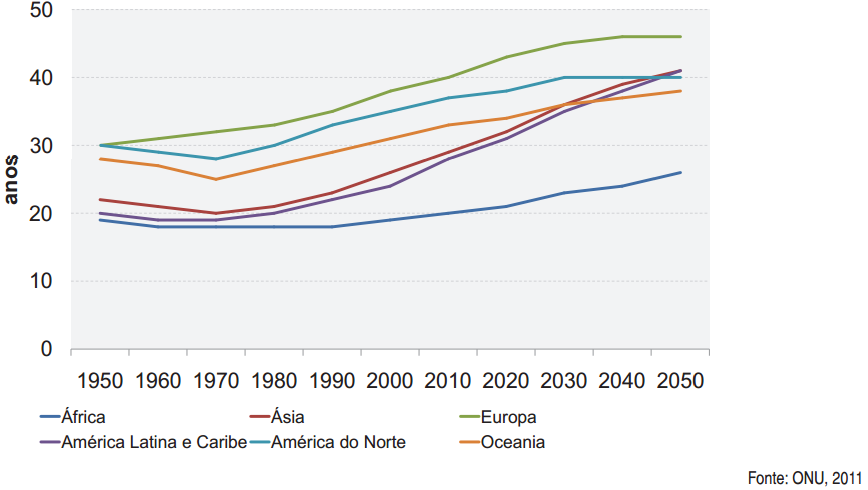 50
40
30
20
10
0
anos
1950 1960 1970 1980 1990 2000 2010 2020 2030 2040 2050
África Ásia Europa
América Latina e Caribe América do Norte Oceania
Fonte: ONU, 2011